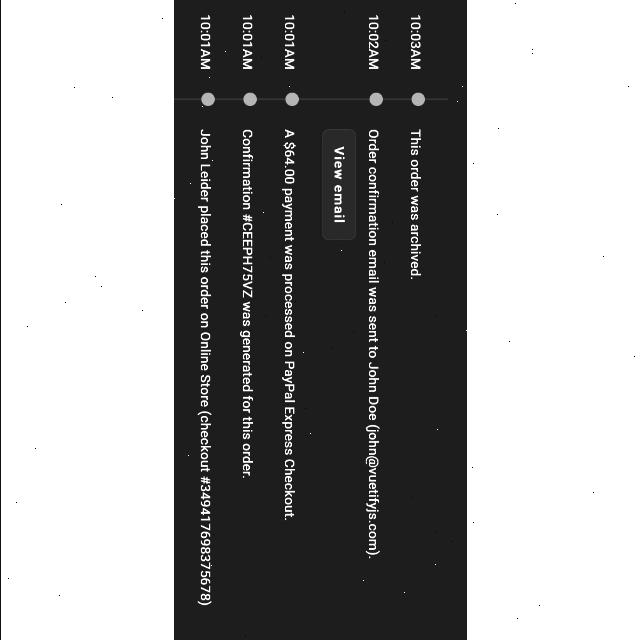 10:03AM This order was archived.
10:02AM Order confirmation email was sent to John Doe (john@vuetifyjs.com).
View email
10:01AM A $64.00 payment was processed on PayPal Express Checkout.
10:01AM Confirmation #CEEPH75VZ was generated for this order.
10:01AM John Leider placed this order on Online Store (checkout #349417698375678)